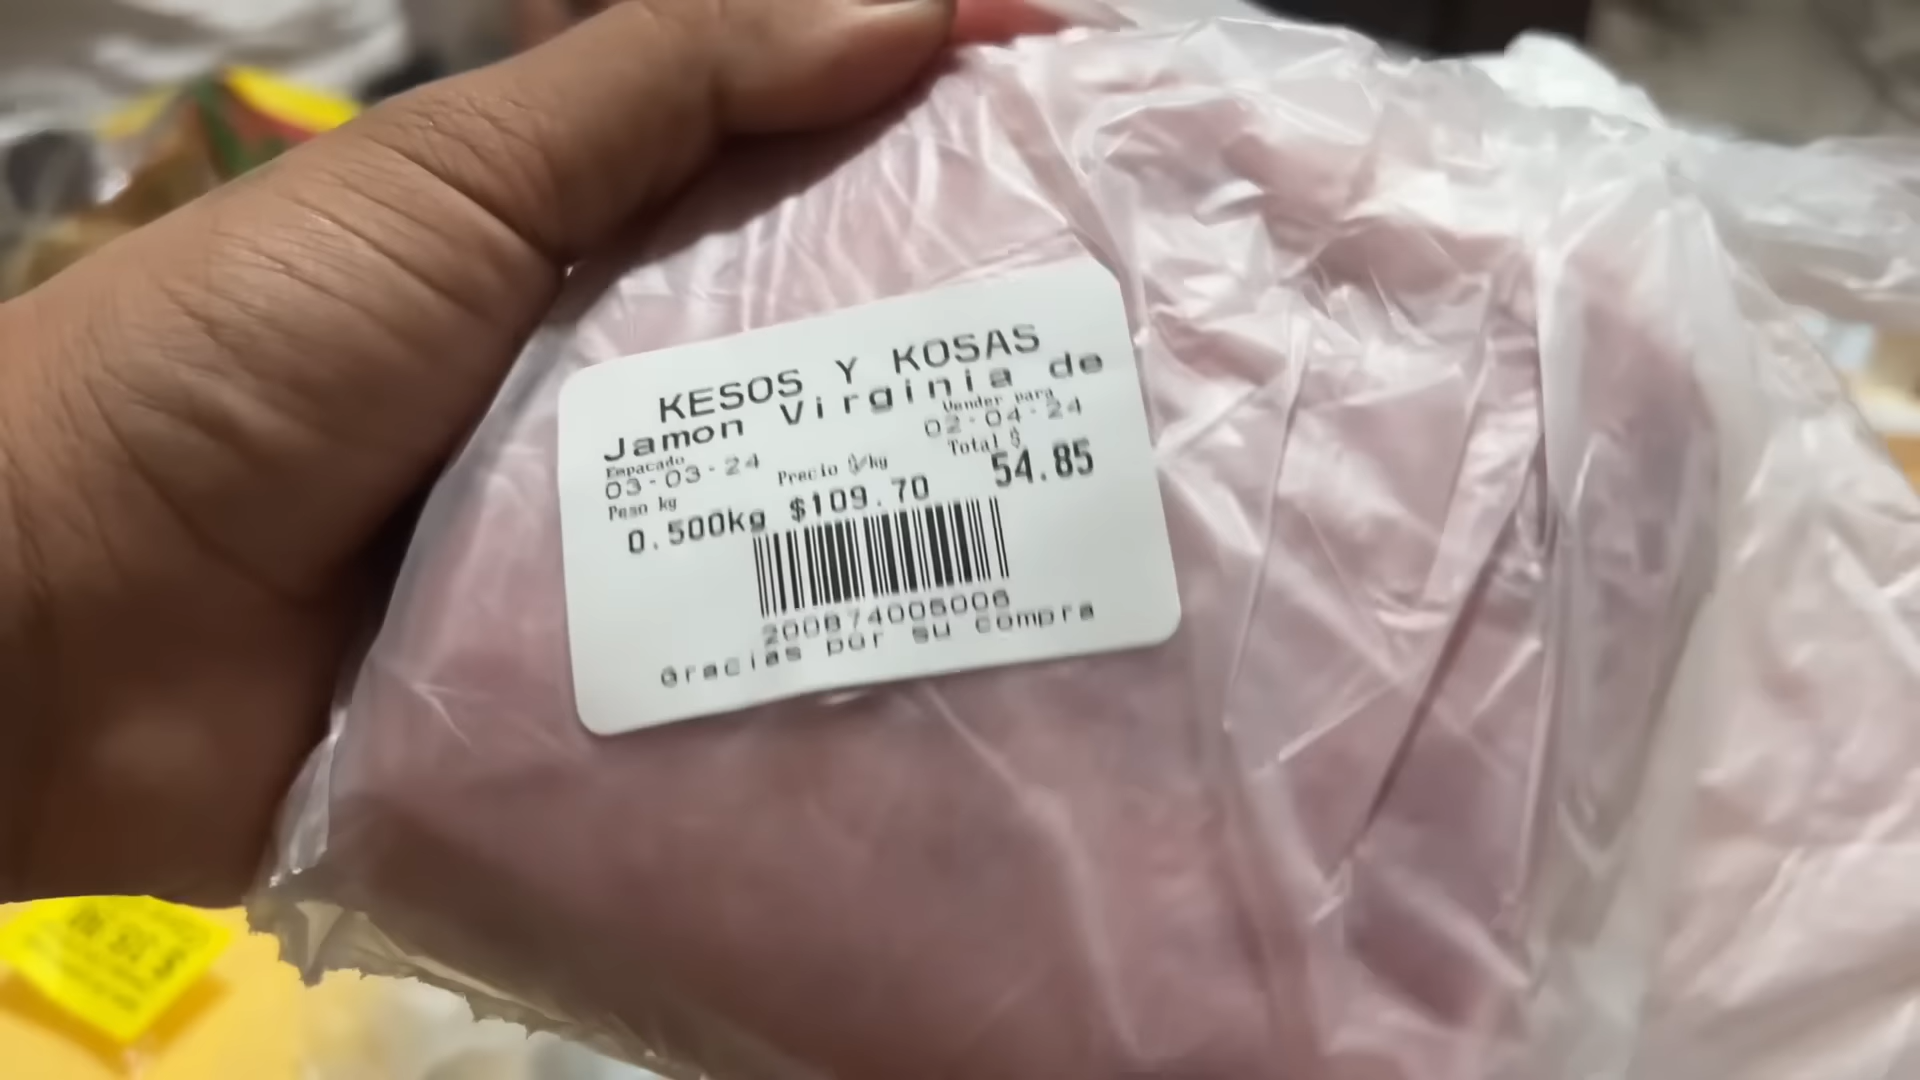 KESOS Y KOSAS
Jamon Virginia de
Empacado
Vender para
03-03-24
02-04-24
Peso kg
Precio $/kg
Total $
0.500kg
$109.70
54.85
200874005006
Gracias por su compra